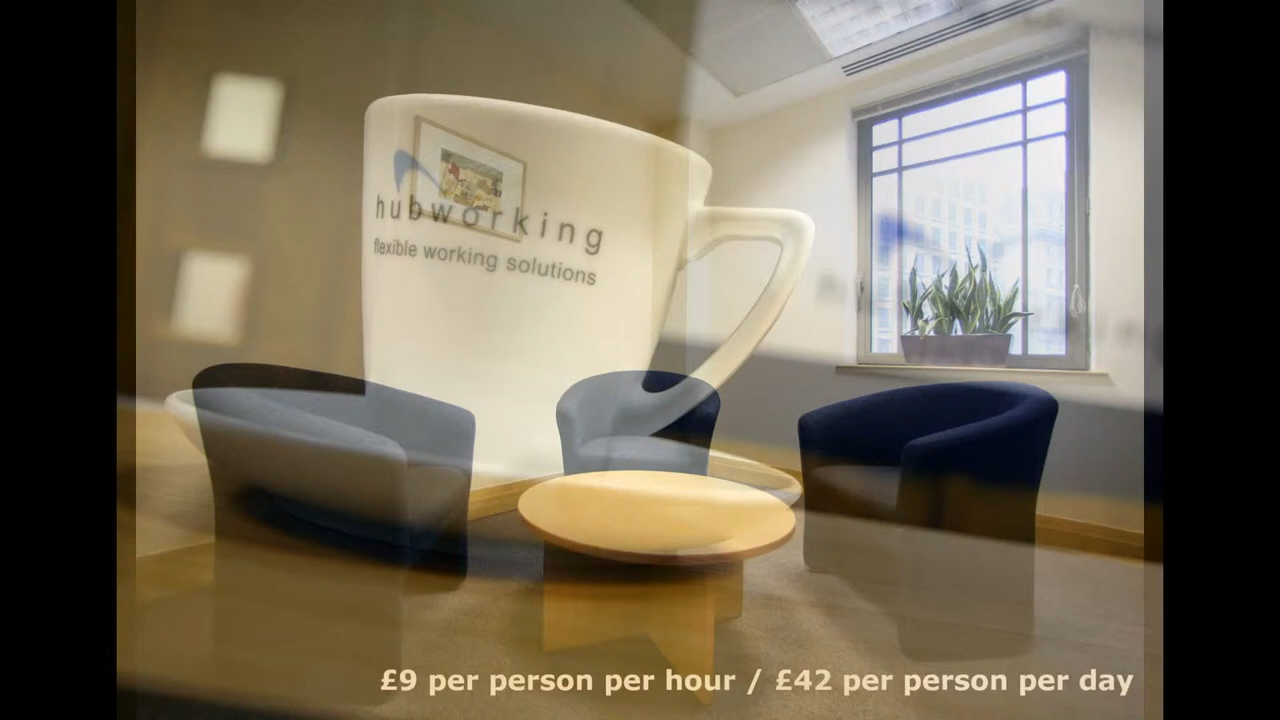 hubworking
flexible working solutions
£9 per person per hour / £42 per person per day